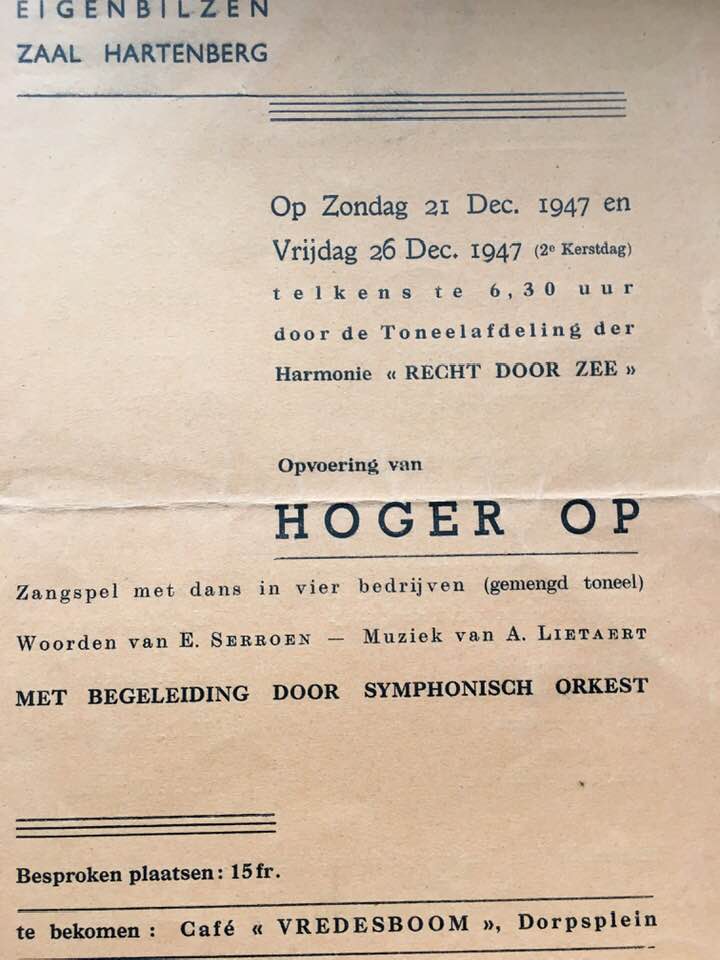 EIGENBILZEN
ZAAL HARTENBERG
Op Zondag 21 Dec. 1947 en
Vrijdag 26 Dec. 1947 (2e Kerstdag)
telkens te 6,30 uur
door de Toneelafdeling der
Harmonie « RECHT DOOR ZEE »
Opvoering van
HOGER OP
Zangspel met dans in vier bedrijven (gemengd toneel)
Woorden van E. SERROEN — Muziek van A. LIETAERT
MET BEGELEIDING DOOR SYMPHONISCH ORKEST
Besproken plaatsen: 15 fr.
te bekomen : Café « VREDESBOOM », Dorpsplein